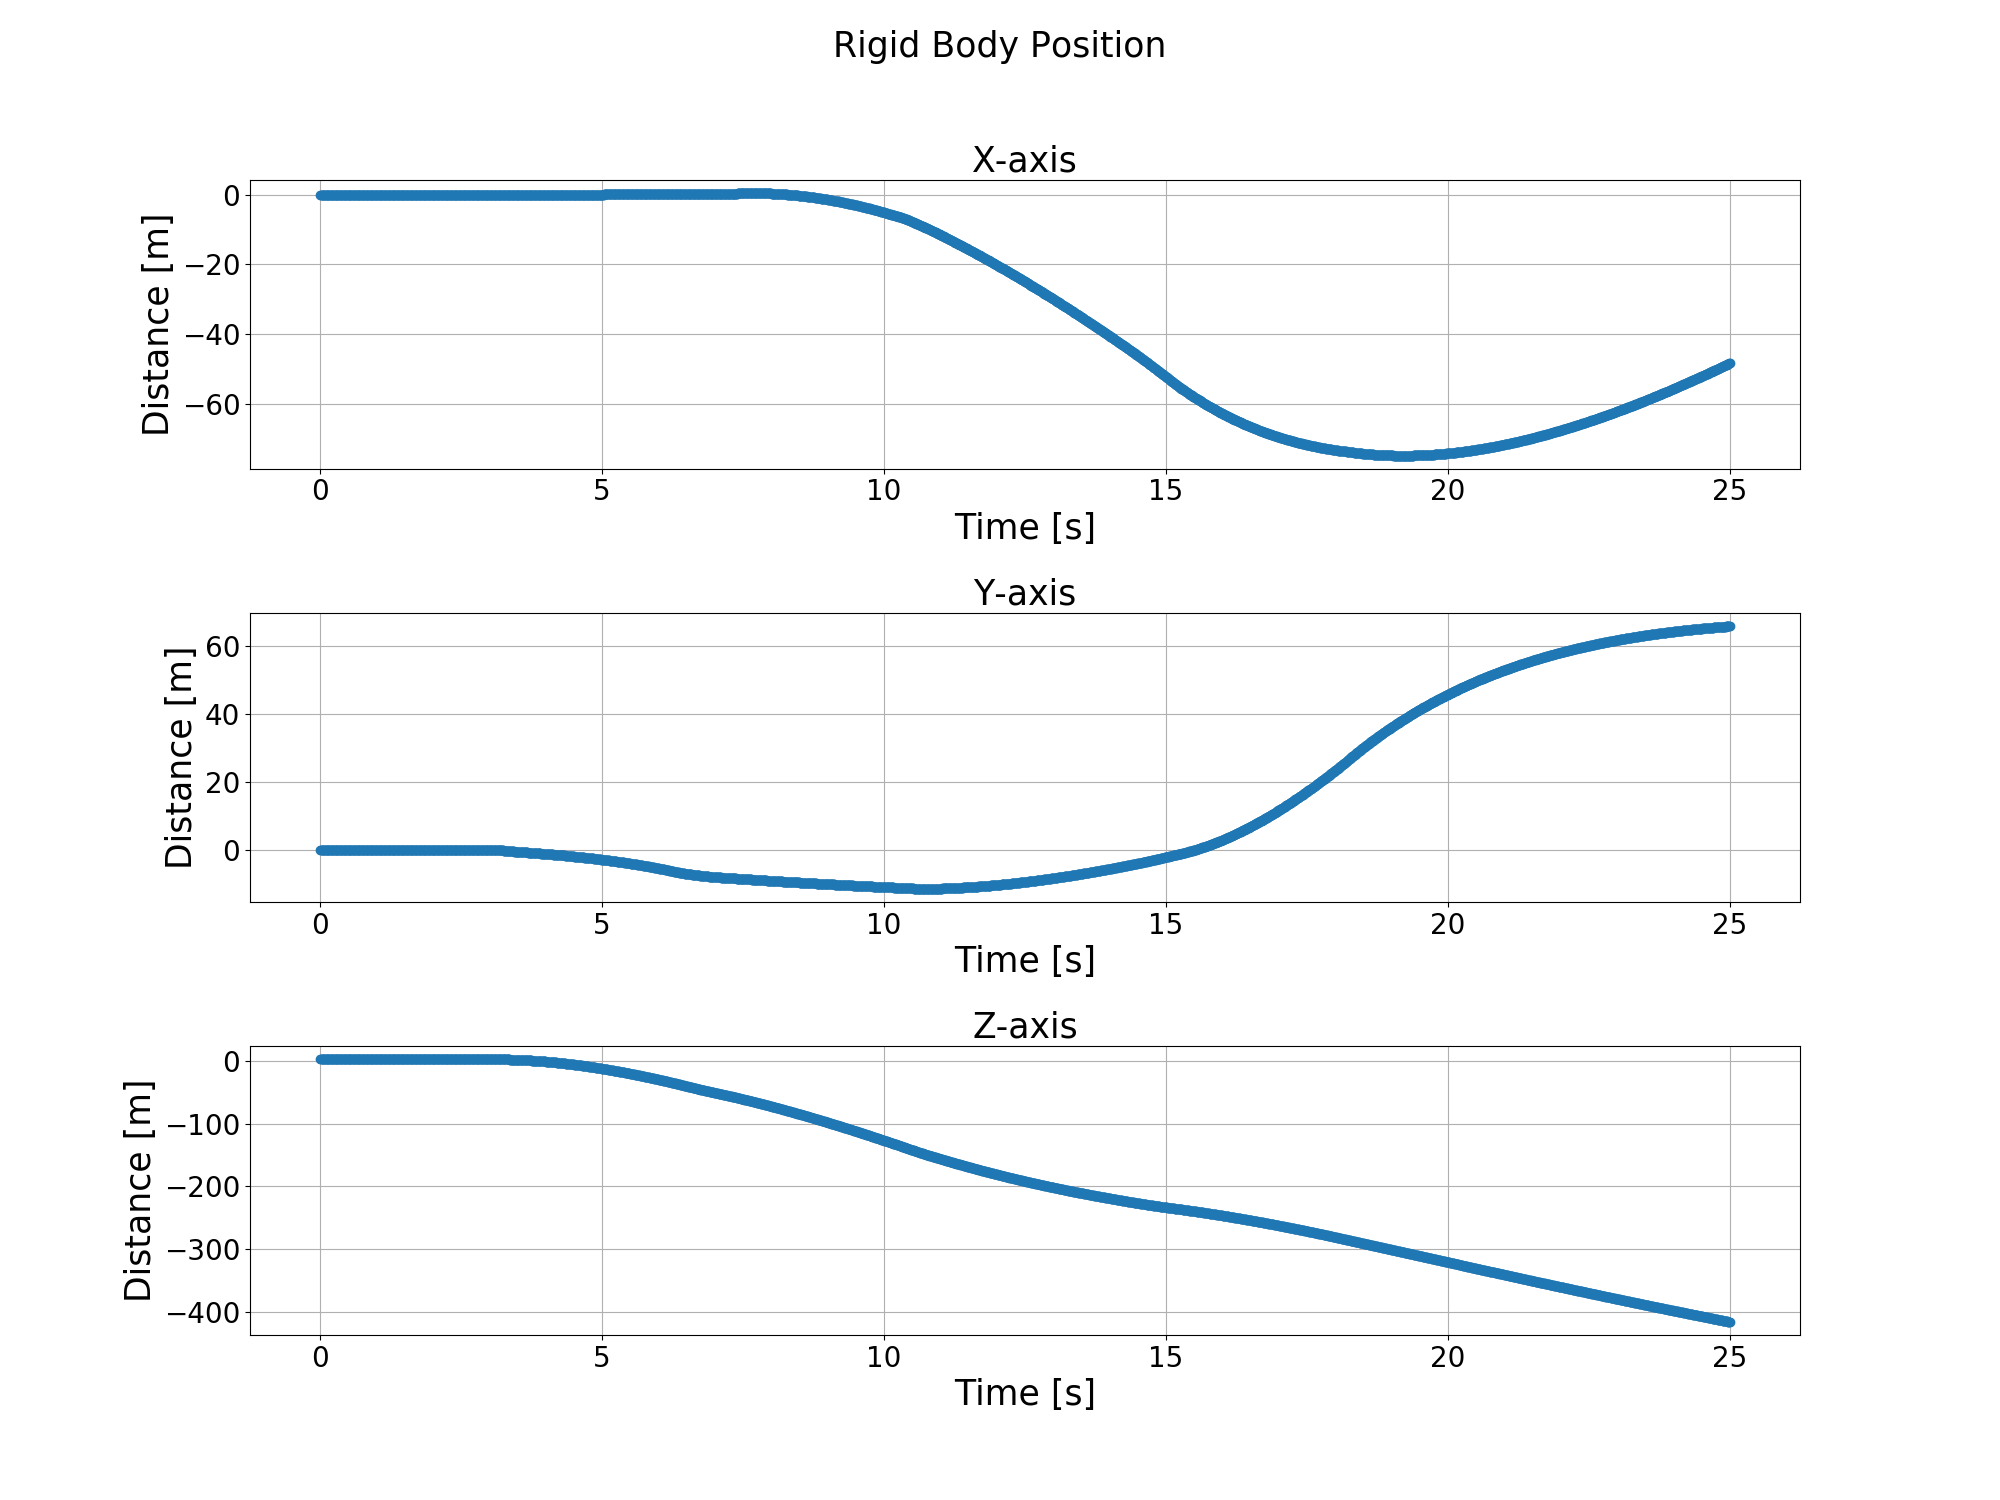 Rigid Body Position
X-axis
Distance [m]
0
−20
−40
−60
0 5 10 15 20 25
Time [s]
Y-axis
Distance [m]
60
40
20
0
0 5 10 15 20 25
Time [s]
Z-axis
Distance [m]
0
−100
−200
−300
−400
0 5 10 15 20 25
Time [s]